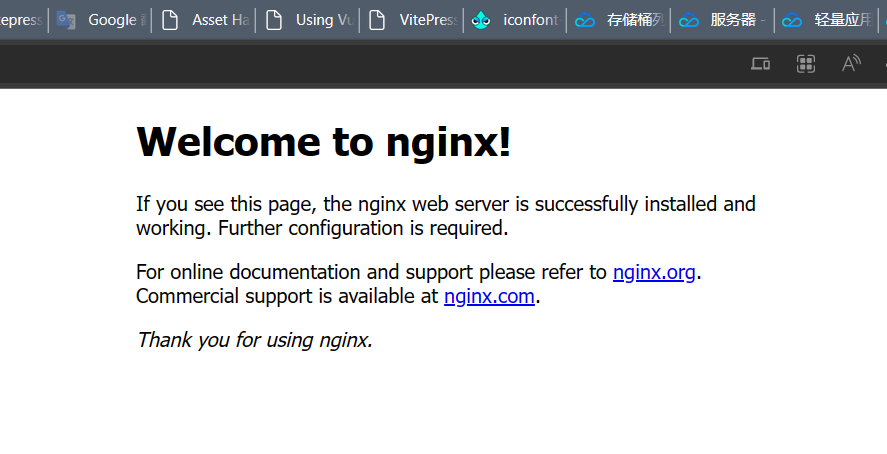 tepress Google Asset Ha Using Vu VitePress iconfont 存储桶列 服务器 - 轻量应用
Welcome to nginx!
If you see this page, the nginx web server is successfully installed and
working. Further configuration is required.
For online documentation and support please refer to nginx.org.
Commercial support is available at nginx.com.
Thank you for using nginx.